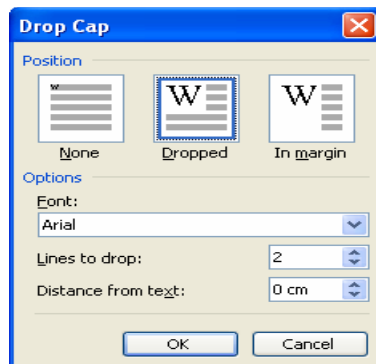 Drop Cap
Position
W W W
None Dropped In margin
Options
Font:
Arial
Lines to drop: 2
Distance from text: 0 cm
OK Cancel